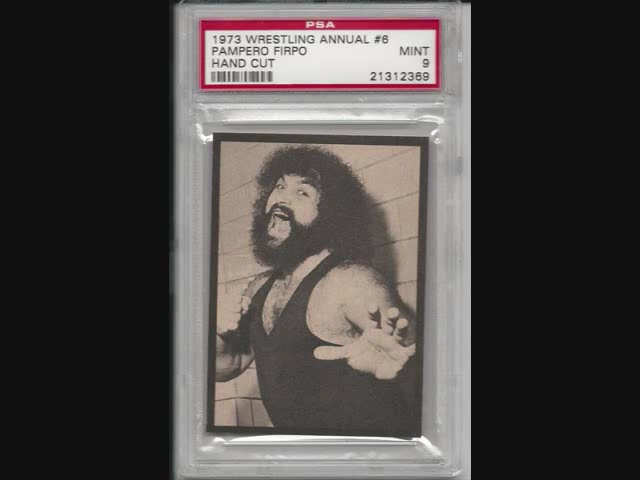 PSA
1973 WRESTLING ANNUAL #6
PAMPERO FIRPO MINT
HAND CUT 9
21312369